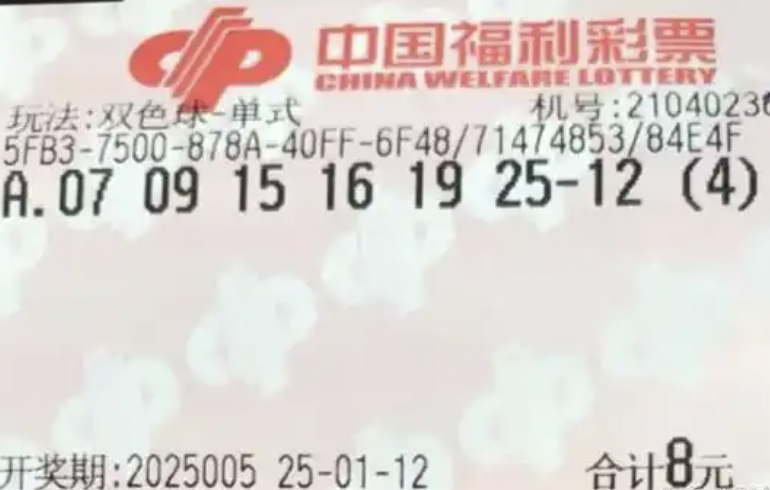 中国福利彩票
CHINA WELFARE LOTTERY
玩法:双色球-单式 机号:2104023
5FB3-7500-878A-40FF-6F48/71474853/84E4F
A.07 09 15 16 19 25-12 (4)
开奖期:2025005 25-01-12 合计8元